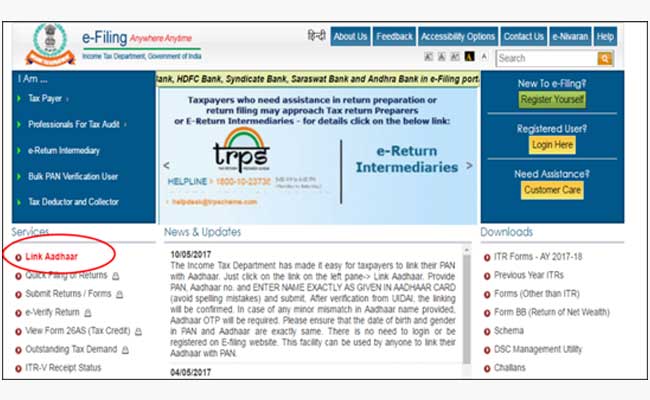 e-Filing Anywhere Anytime
Income Tax Department, Government of India
हिन्दी About Us Feedback Accessibility Options Contact Us e-Nivaran Help
A A A A A
Search
I Am ...
Tax Payer
Professionals For Tax Audit
e-Return Intermediary
Bulk PAN Verification User
Tax Deductor and Collector
ank, HDFC Bank, Syndicate Bank, Saraswat Bank and Andhra Bank in e-Filing port
Taxpayers who need assistance in return preparation or
return filing may approach Tax return Preparers
or E-Return Intermediaries - for details click on the below link:
trps
HELPLINE 1800-10-23738
helpdesk@trpscheme.com
e-Return
Intermediaries
New To e-Filing?
Register Yourself
Registered User?
Login Here
Need Assistance?
Customer Care
Services
Link Aadhaar
Quick Filing of Returns
Submit Returns / Forms
e-Verify Return
View Form 26AS (Tax Credit)
Outstanding Tax Demand
ITR-V Receipt Status
News & Updates
10/05/2017
The Income Tax Department has made it easy for taxpayers to link their PAN
with Aadhaar. Just click on the link on the left pane-> Link Aadhaar. Provide
PAN, Aadhaar no. and ENTER NAME EXACTLY AS GIVEN IN AADHAAR CARD
(avoid spelling mistakes) and submit. After verification from UIDAI, the linking
will be confirmed. In case of any minor mismatch in Aadhaar name provided,
Aadhaar OTP will be required. Please ensure that the date of birth and gender
in PAN and Aadhaar are exactly same. There is no need to login or be
registered on E-filing website. This facility can be used by anyone to link their
Aadhaar with PAN.
04/05/2017
Downloads
ITR Forms - AY 2017-18
Previous Year ITRs
Forms (Other than ITR)
Form BB (Return of Net Wealth)
Schema
DSC Management Utility
Challans